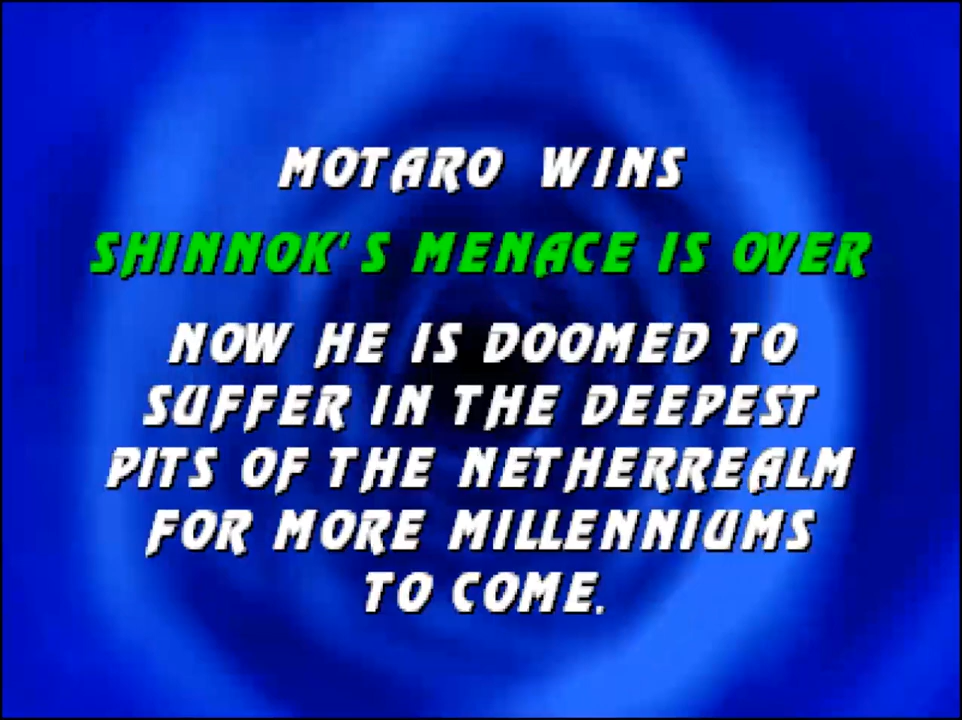 MOTARO WINS
SHINNOK'S MENACE IS OVER
NOW HE IS DOOMED TO
SUFFER IN THE DEEPEST
PITS OF THE NETHERREALM
FOR MORE MILLENNIUMS
TO COME.